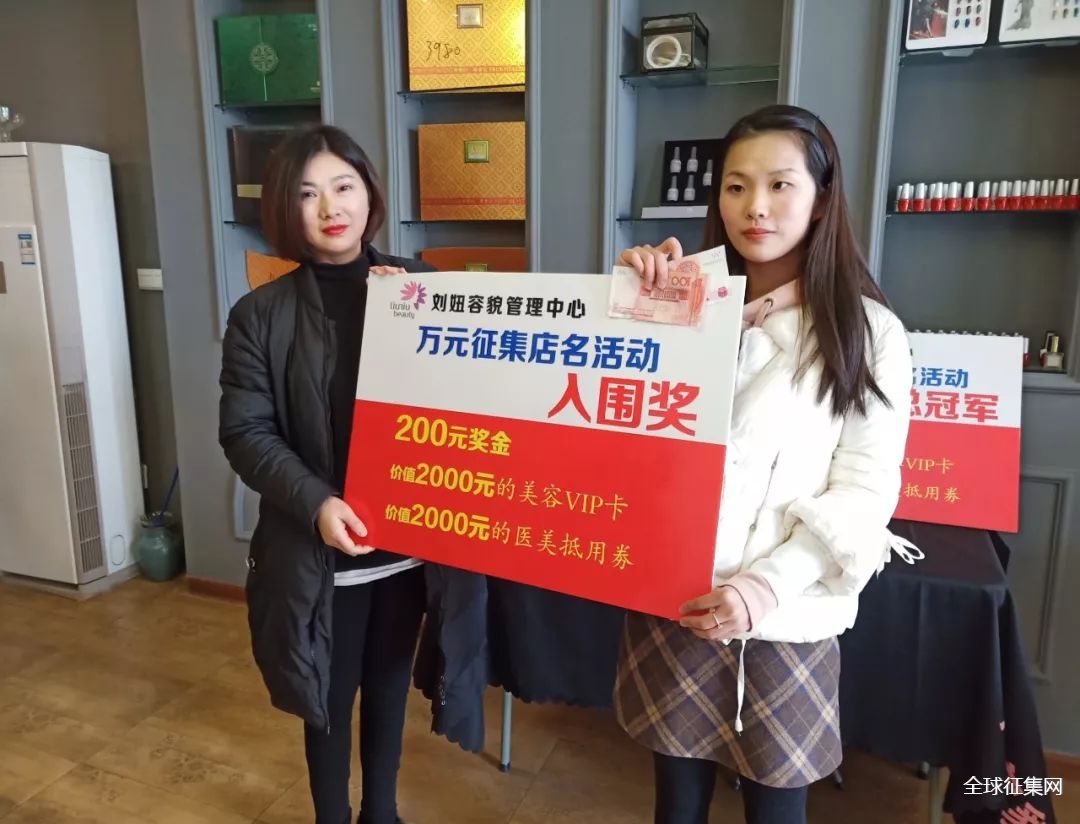 3980
liuniu
beauty
刘妞容貌管理中心
万元征集店名活动
入围奖
200元奖金
价值2000元的美容VIP卡
价值2000元的医美抵用券
100
名活动
总冠军
VIP卡
抵用券
全球征集网